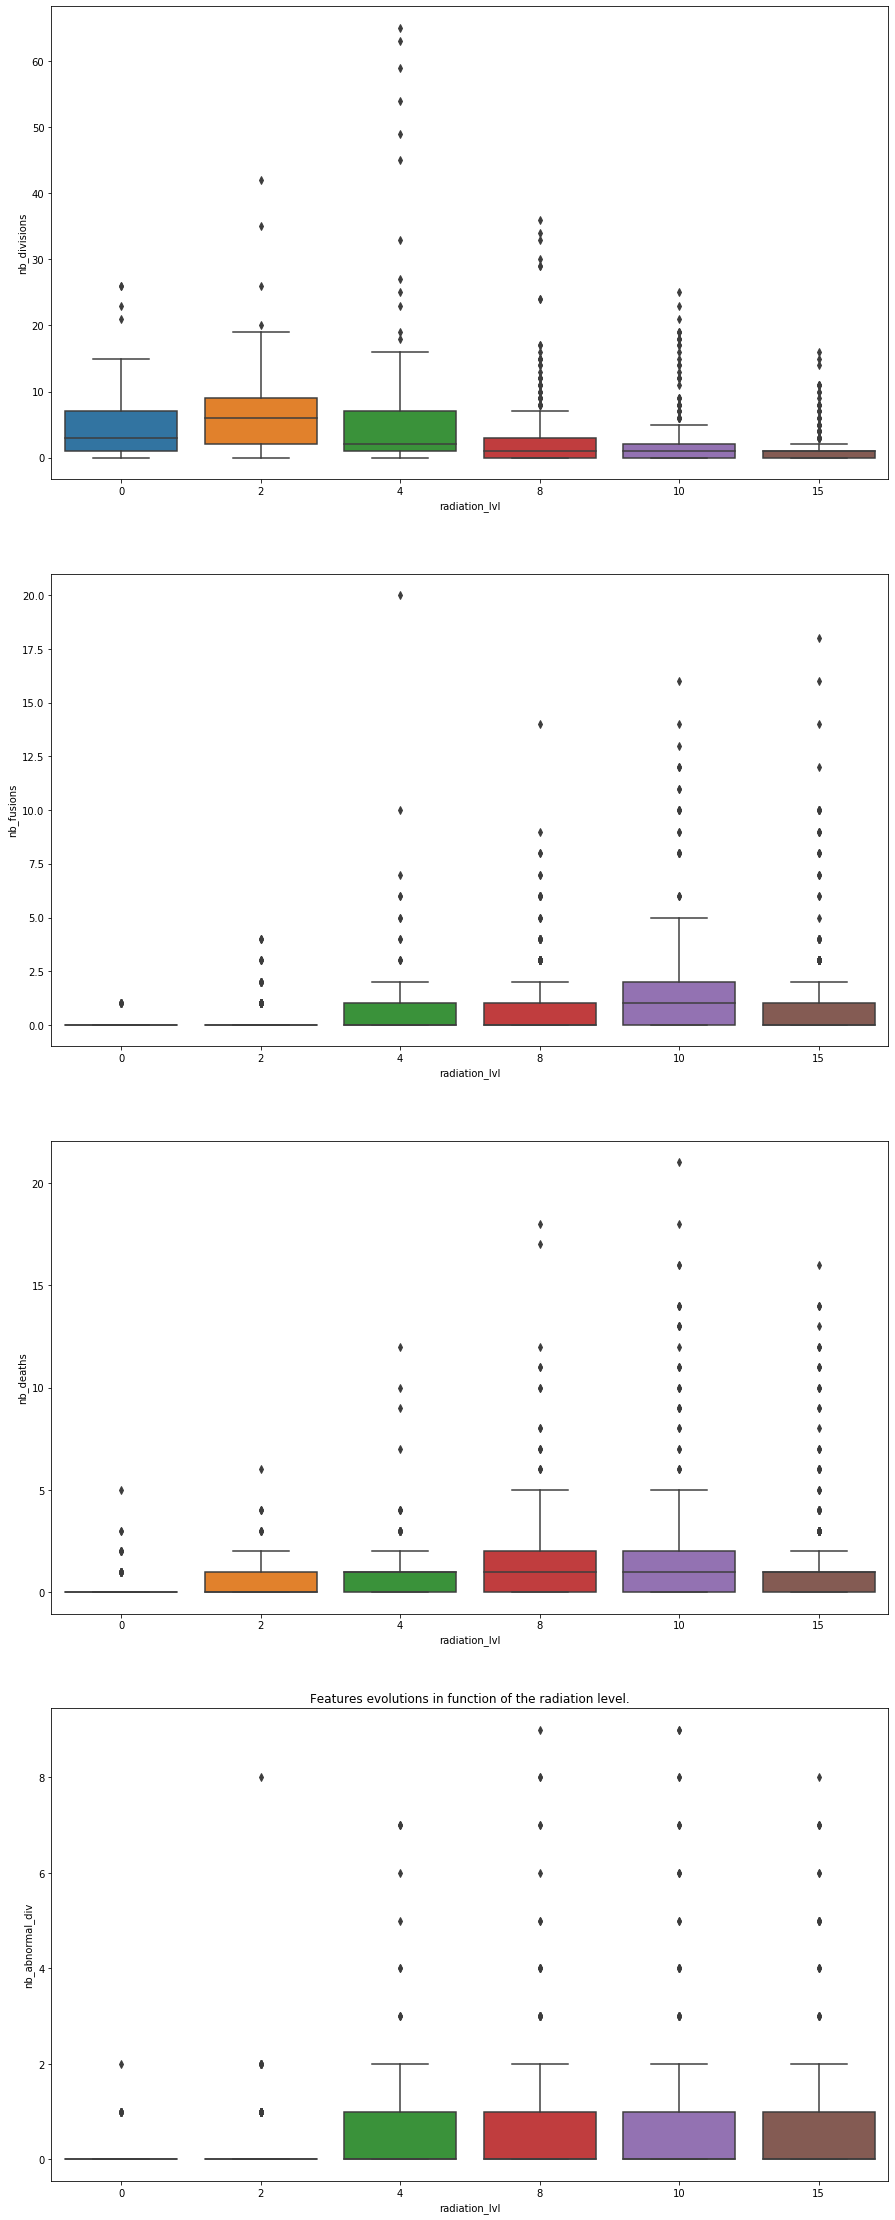 60
50
40
30
20
10
0
nb_divisions
0 2 4 8 10 15
radiation_lvl
20.0
17.5
15.0
12.5
10.0
7.5
5.0
2.5
0.0
nb_fusions
0 2 4 8 10 15
radiation_lvl
20
15
10
5
0
nb_deaths
0 2 4 8 10 15
radiation_lvl
Features evolutions in function of the radiation level.
8
6
4
2
0
nb_abnormal_div
0 2 4 8 10 15
radiation_lvl